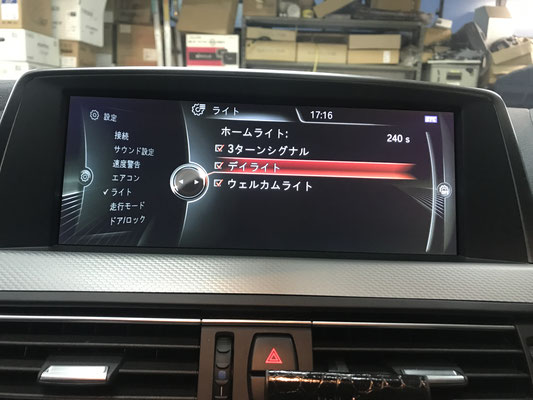 設定
接続
サウンド設定
速度警告
エアコン
ライト
走行モード
ドア/ロック
ライト
17:16
ホームライト: 240 s
3ターンシグナル
デイライト
ウェルカムライト